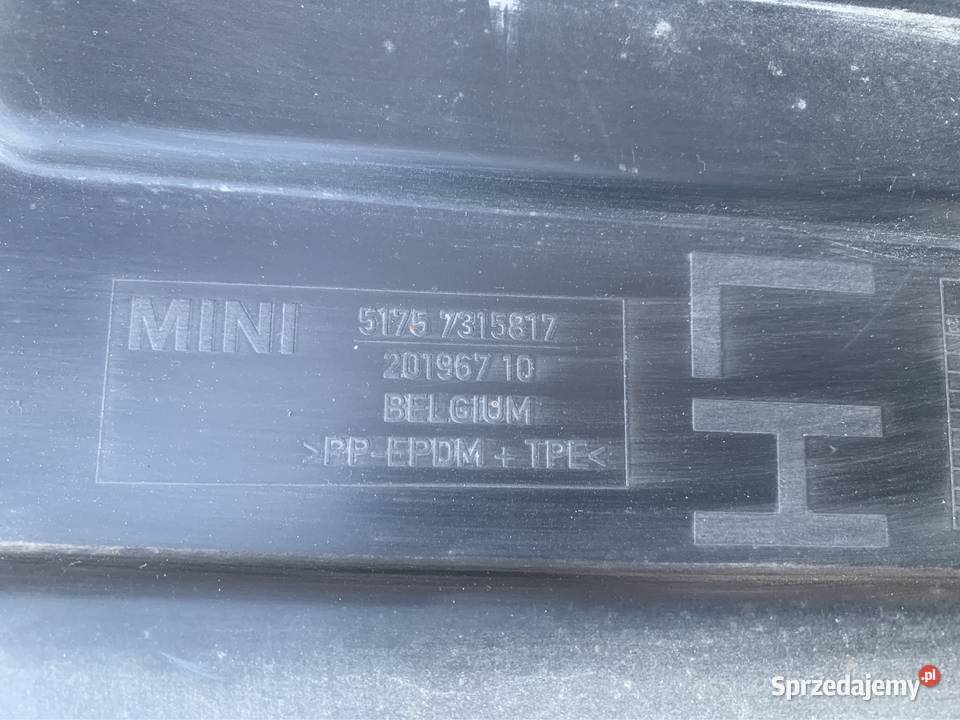 MINI
5175 7315817
201967 10
BELGIUM
>PP-EPDM + TPE<
Sprzedajemy.pl